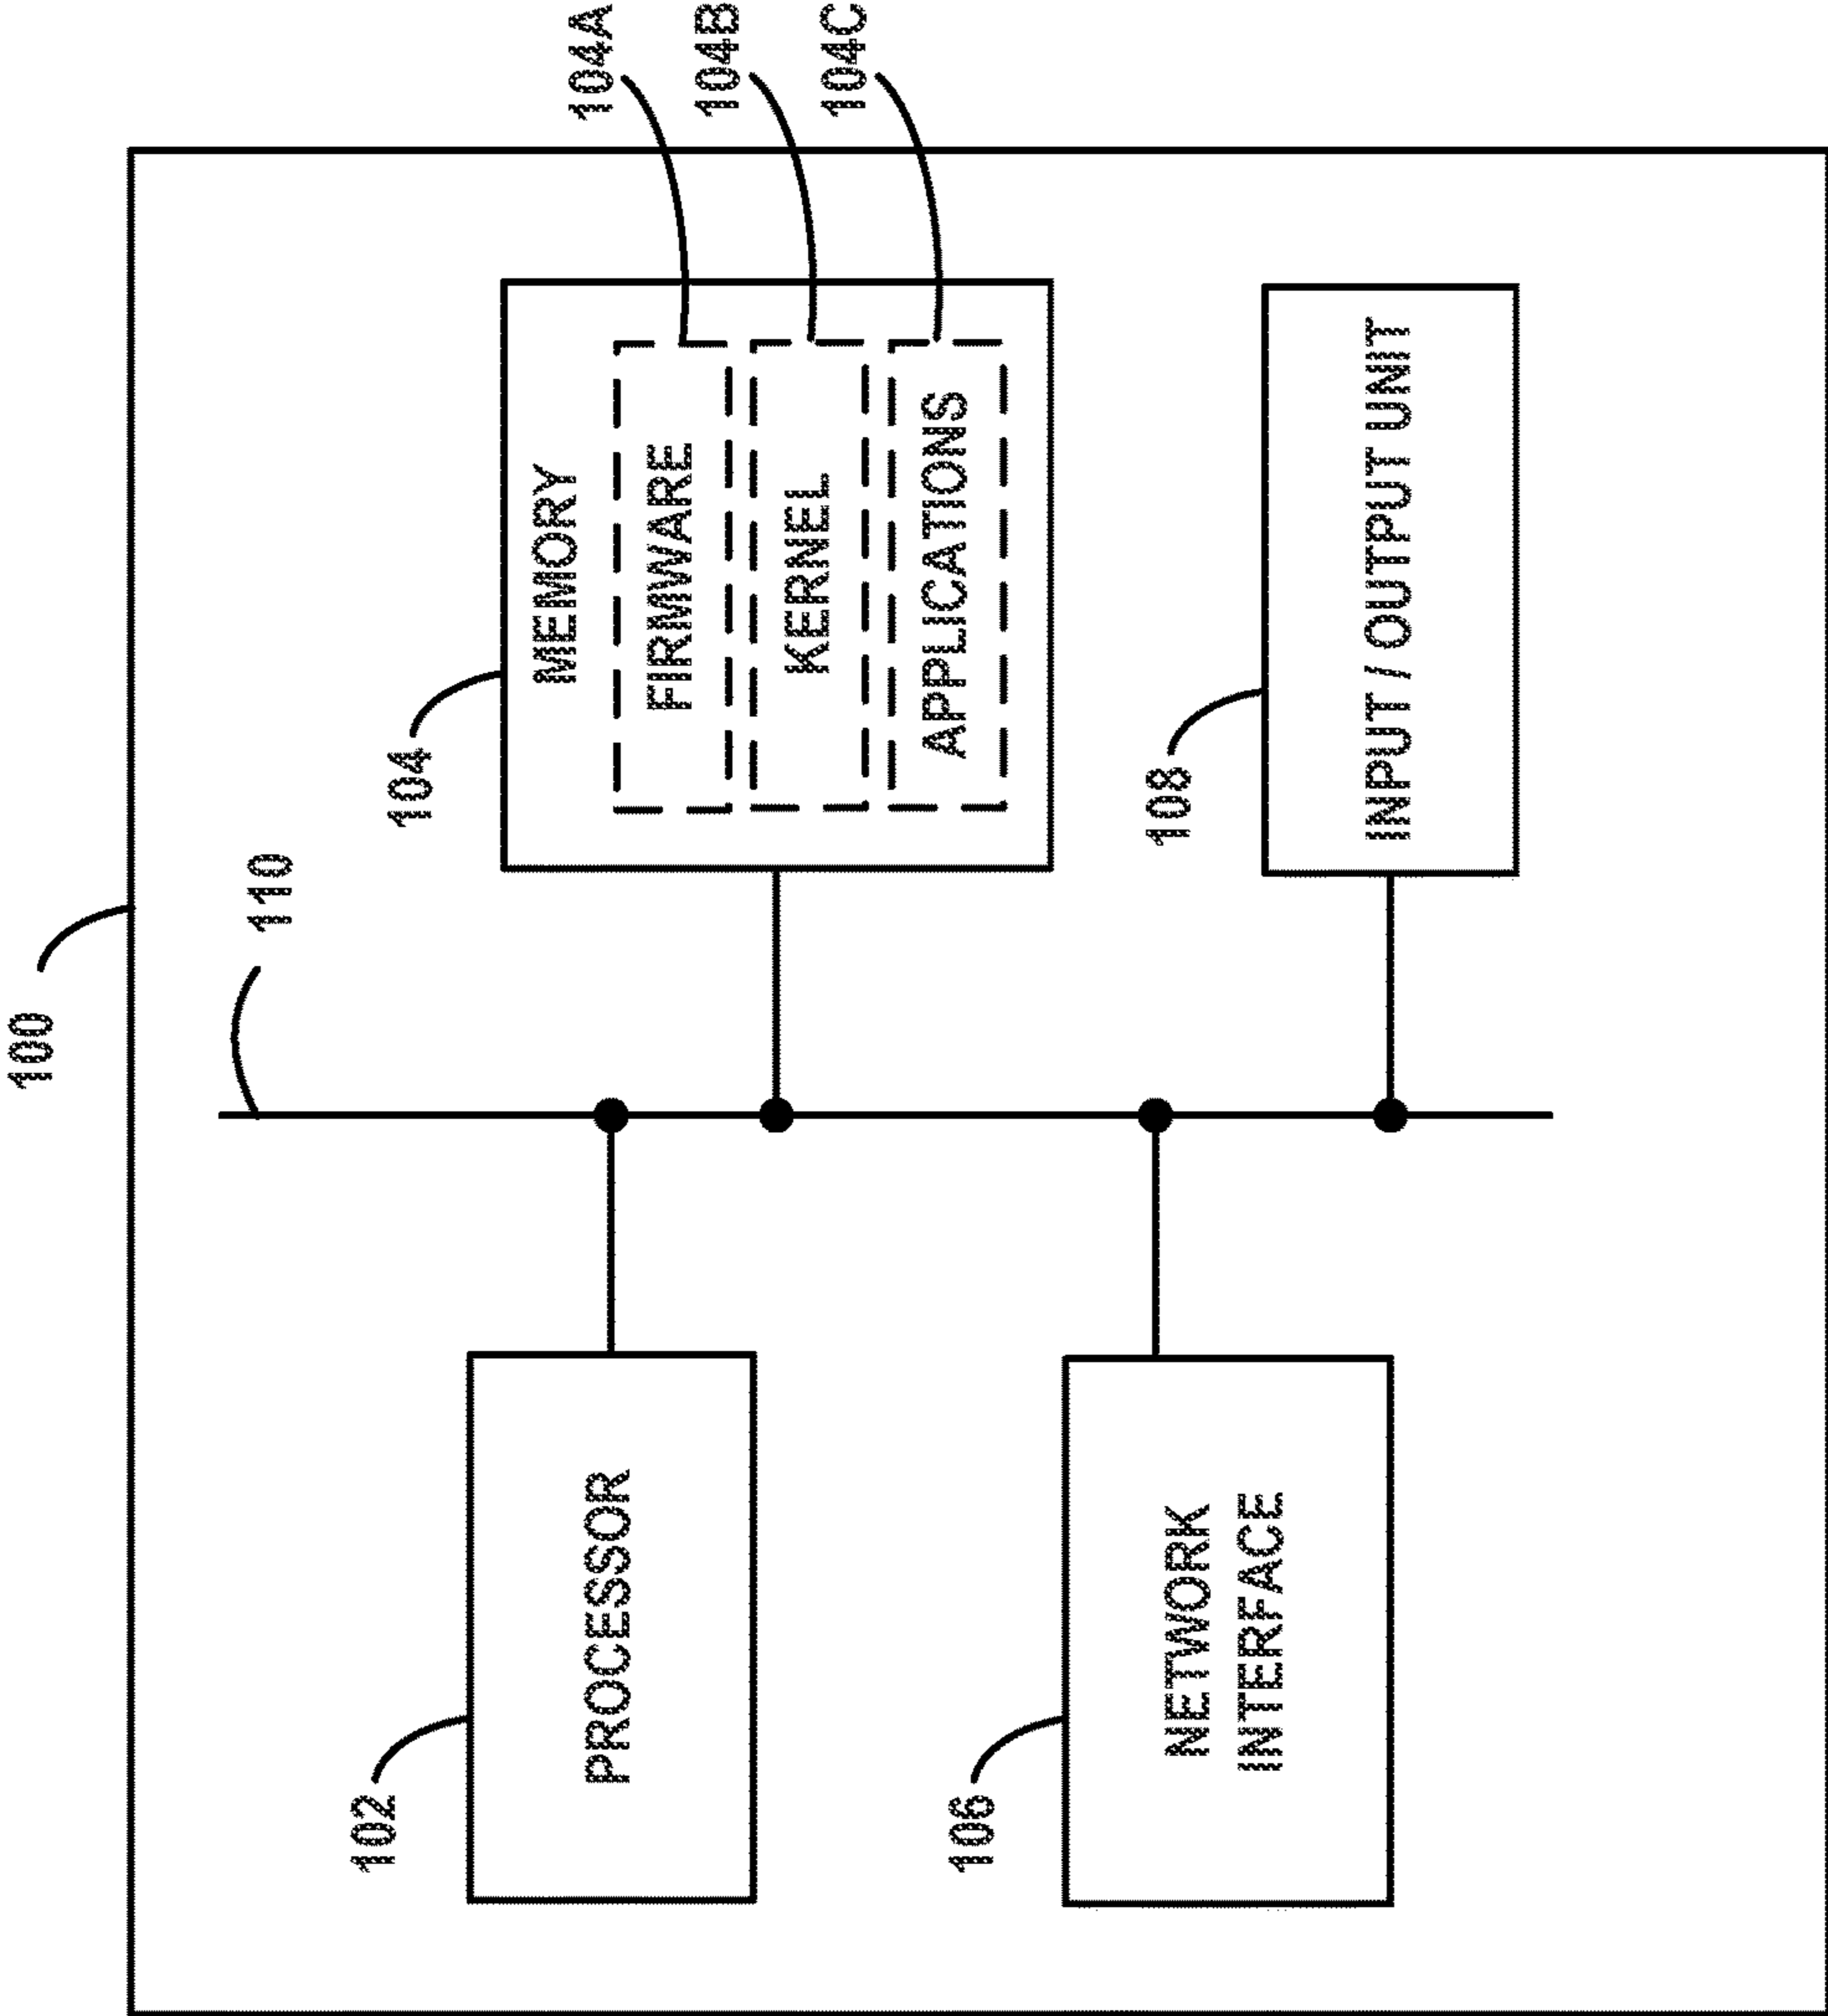 100
110
102
PROCESSOR
104
MEMORY
FIRMWARE
104A
KERNEL
104B
APPLICATIONS
104C
106
NETWORK
INTERFACE
108
INPUT / OUTPUT UNIT